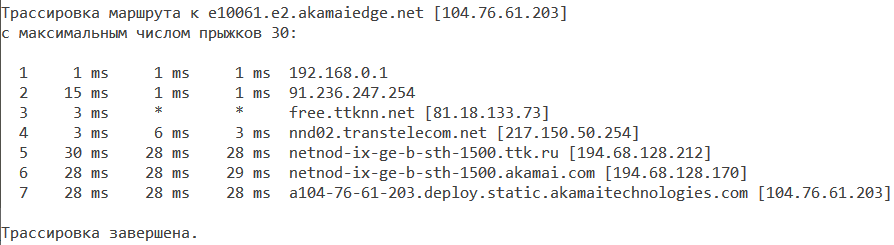 Трассировка маршрута к e10061.e2.akamaiedge.net [104.76.61.203]
с максимальным числом прыжков 30:
1 1 ms 1 ms 1 ms 192.168.0.1
2 15 ms 1 ms 1 ms 91.236.247.254
3 3 ms * * free.ttknn.net [81.18.133.73]
4 3 ms 6 ms 3 ms nnd02.transtelecom.net [217.150.50.254]
5 30 ms 28 ms 28 ms netnod-ix-ge-b-sth-1500.ttk.ru [194.68.128.212]
6 28 ms 28 ms 29 ms netnod-ix-ge-b-sth-1500.akamai.com [194.68.128.170]
7 28 ms 28 ms 28 ms a104-76-61-203.deploy.static.akamaitechnologies.com [104.76.61.203]
Трассировка завершена.